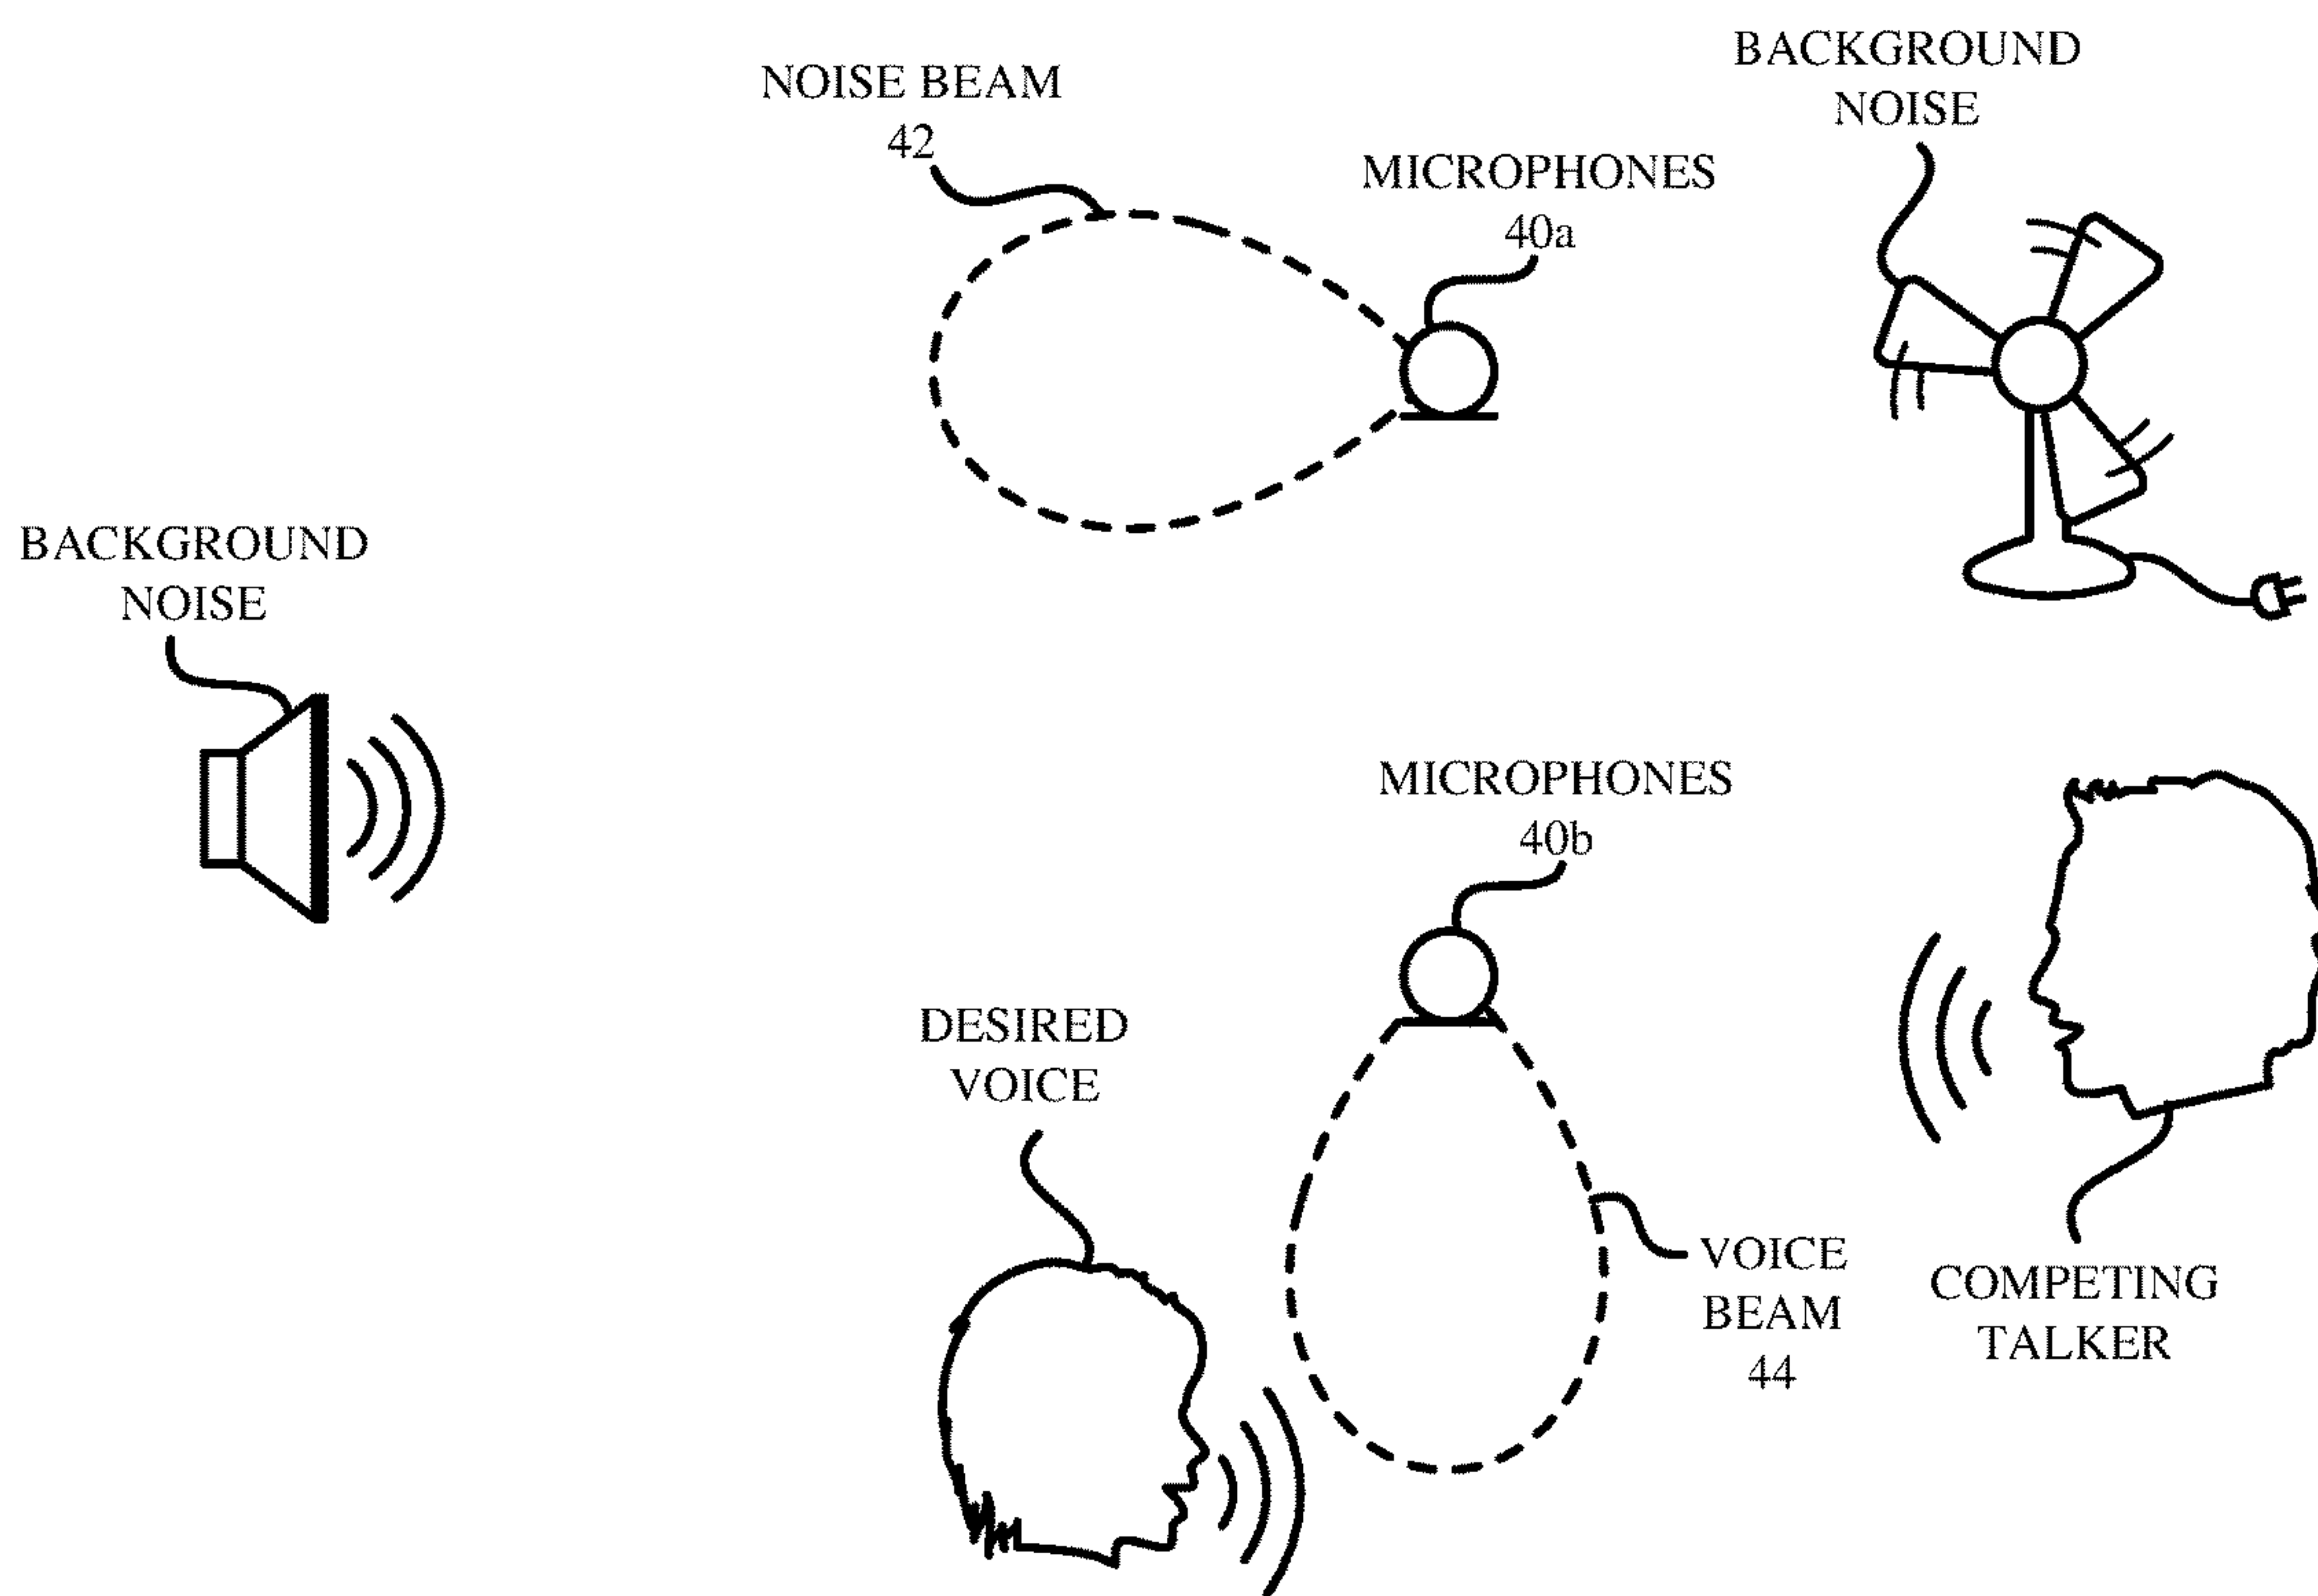 BACKGROUND
NOISE
NOISE BEAM
42
MICROPHONES
40a
BACKGROUND
NOISE
MICROPHONES
40b
DESIRED
VOICE
VOICE
BEAM
44
COMPETING
TALKER